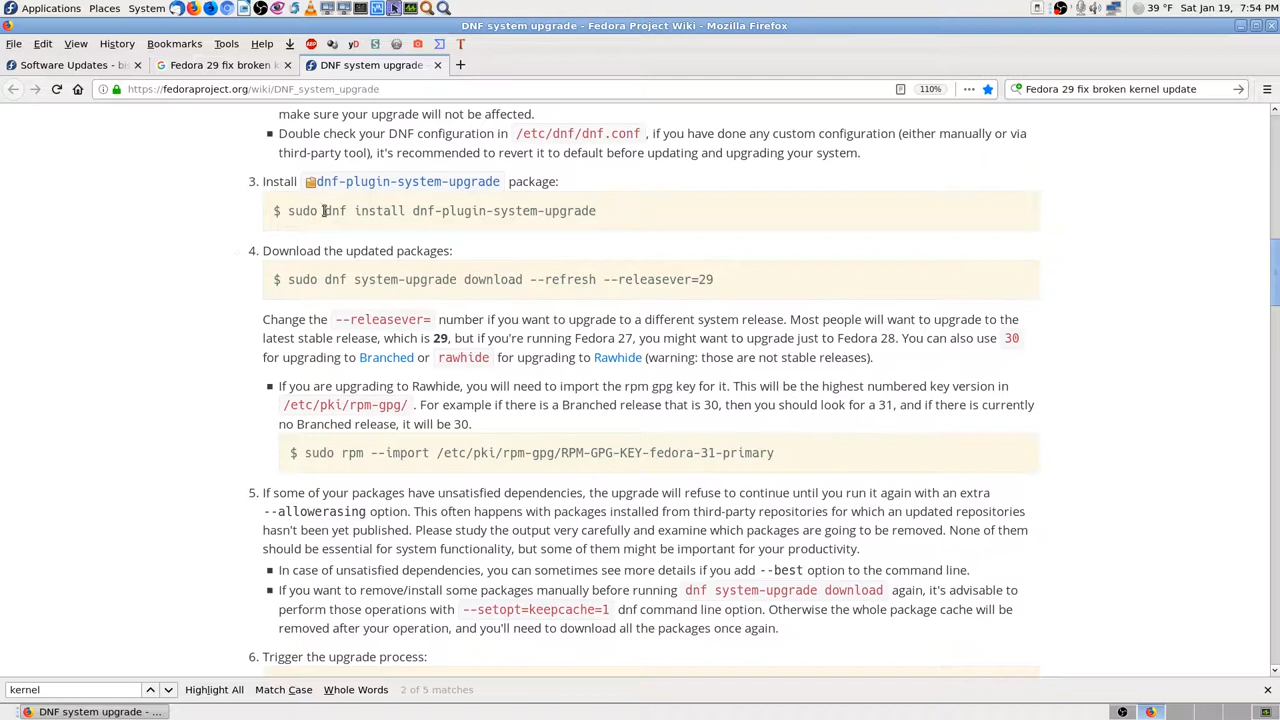 Places System 39 °F Sat Jan 19, 7:54 PM
DNF system upgrade - Fedora Project Wiki - Mozilla Firefox
File Edit View History Bookmarks Tools Help
Software Updates - bis × Fedora 29 fix broken k × DNF system upgrade - × +
https://fedoraproject.org/wiki/DNF_system_upgrade 110% Fedora 29 fix broken kernel update
make sure your upgrade will not be affected.
Double check your DNF configuration in /etc/dnf/dnf.conf, if you have done any custom configuration (either manually or via
third-party tool), it's recommended to revert it to default before updating and upgrading your system.
3. Install dnf-plugin-system-upgrade package:
$ sudo dnf install dnf-plugin-system-upgrade
4. Download the updated packages:
$ sudo dnf system-upgrade download --refresh --releasever=29
Change the --releasever= number if you want to upgrade to a different system release. Most people will want to upgrade to the
latest stable release, which is 29, but if you're running Fedora 27, you might want to upgrade just to Fedora 28. You can also use 30
for upgrading to Branched or rawhide for upgrading to Rawhide (warning: those are not stable releases).
If you are upgrading to Rawhide, you will need to import the rpm gpg key for it. This will be the highest numbered key version in
/etc/pki/rpm-gpg/ . For example if there is a Branched release that is 30, then you should look for a 31, and if there is currently
no Branched release, it will be 30.
$ sudo rpm --import /etc/pki/rpm-gpg/RPM-GPG-KEY-fedora-31-primary
5. If some of your packages have unsatisfied dependencies, the upgrade will refuse to continue until you run it again with an extra
--allowerasing option. This often happens with packages installed from third-party repositories for which an updated repositories
hasn't been yet published. Please study the output very carefully and examine which packages are going to be removed. None of them
should be essential for system functionality, but some of them might be important for your productivity.
In case of unsatisfied dependencies, you can sometimes see more details if you add --best option to the command line.
If you want to remove/install some packages manually before running dnf system-upgrade download again, it's advisable to
perform those operations with --setopt=keepcache=1 dnf command line option. Otherwise the whole package cache will be
removed after your operation, and you'll need to download all the packages once again.
6. Trigger the upgrade process:
kernel Highlight All Match Case Whole Words 2 of 5 matches
DNF system upgrade - ...